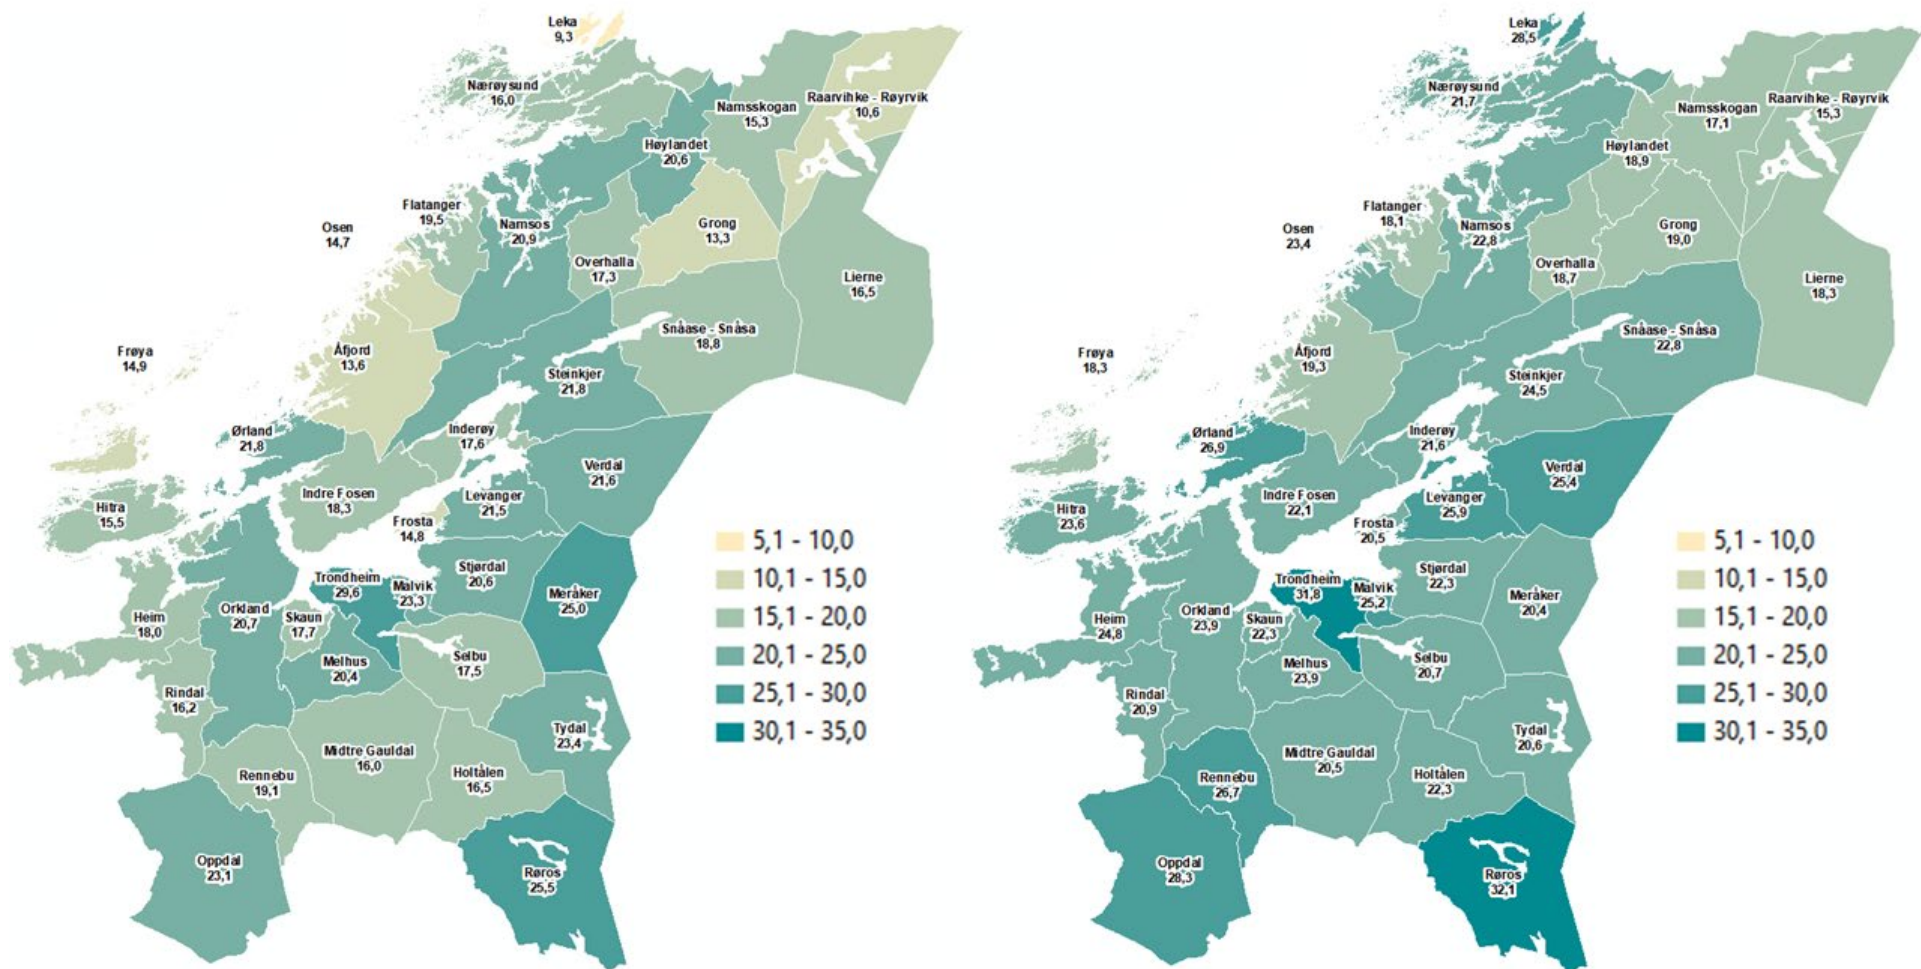 Leka
9,3
Nærøysund
16,0
Namsskogan
15,3
Raarvihke - Røyrvik
10,6
Høylandet
20,6
Flatanger
19,5
Osen
14,7
Namsos
20,9
Grong
13,3
Overhalla
17,3
Lierne
16,5
Snåase - Snåsa
18,8
Frøya
14,9
Åfjord
13,6
Steinkjer
21,8
Ørland
21,8
Inderøy
17,6
Verdal
21,6
Indre Fosen
18,3
Levanger
21,5
Hitra
15,5
Frosta
14,8
Stjørdal
20,6
Trondheim
29,6
Malvik
23,3
Meråker
25,0
Heim
18,0
Orkland
20,7
Skaun
17,7
Melhus
20,4
Selbu
17,5
Rindal
16,2
Tydal
23,4
Midtre Gauldal
16,0
Rennebu
19,1
Holtålen
16,5
Oppdal
23,1
Røros
25,5
5,1 - 10,0
10,1 - 15,0
15,1 - 20,0
20,1 - 25,0
25,1 - 30,0
30,1 - 35,0
Leka
28,5
Nærøysund
21,7
Namsskogan
17,1
Raarvihke - Røyrvik
15,3
Høylandet
18,9
Flatanger
18,1
Osen
23,4
Namsos
22,8
Grong
19,0
Overhalla
18,7
Lierne
18,3
Snåase - Snåsa
22,8
Frøya
18,3
Åfjord
19,3
Steinkjer
24,5
Ørland
26,9
Inderøy
21,6
Verdal
25,4
Indre Fosen
22,1
Levanger
25,9
Hitra
23,6
Frosta
20,5
Stjørdal
22,3
Trondheim
31,8
Malvik
25,2
Meråker
20,4
Heim
24,8
Orkland
23,9
Skaun
22,3
Melhus
23,9
Selbu
20,7
Rindal
20,9
Tydal
20,6
Midtre Gauldal
20,5
Rennebu
26,7
Holtålen
22,3
Oppdal
28,3
Røros
32,1
5,1 - 10,0
10,1 - 15,0
15,1 - 20,0
20,1 - 25,0
25,1 - 30,0
30,1 - 35,0